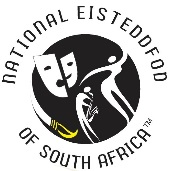 NATIONAL EISTEDDFOD
OF SOUTH AFRICA™